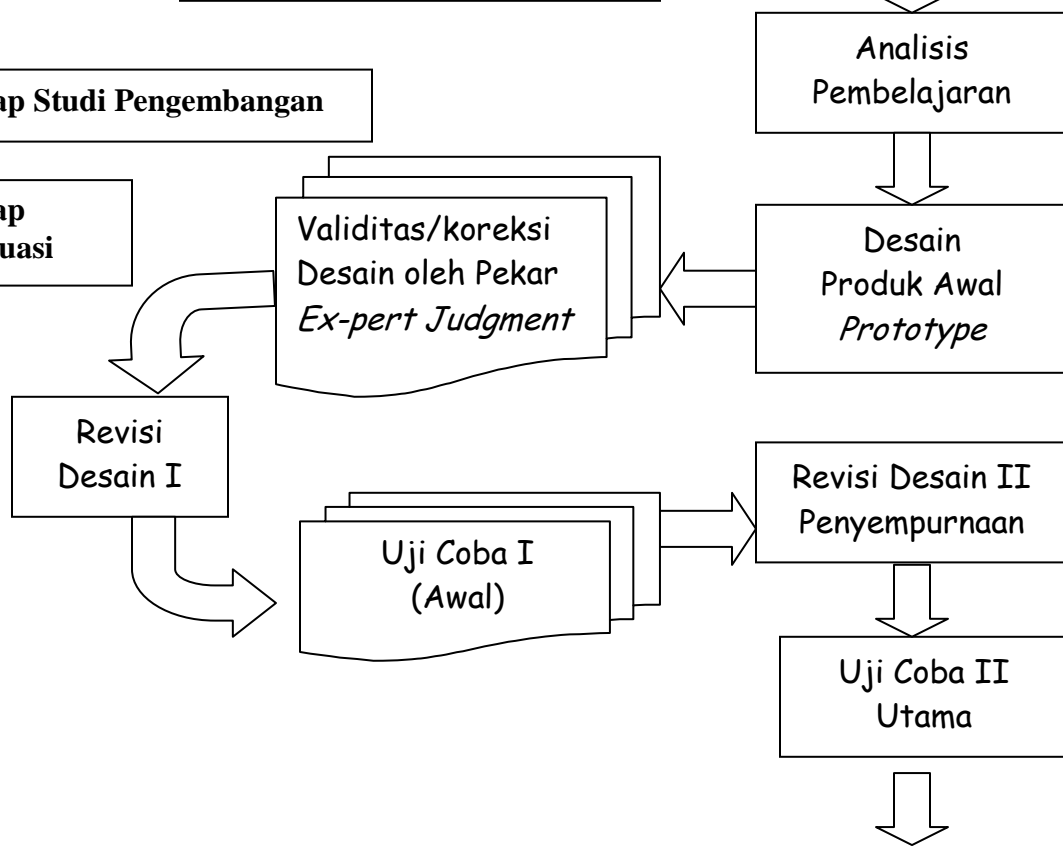 Analisis
Pembelajaran
ap Studi Pengembangan
ap
uasi
Validitas/koreksi
Desain oleh Pekar
Ex-pert Judgment
Desain
Produk Awal
Prototype
Revisi
Desain I
Uji Coba I
(Awal)
Revisi Desain II
Penyempurnaan
Uji Coba II
Utama